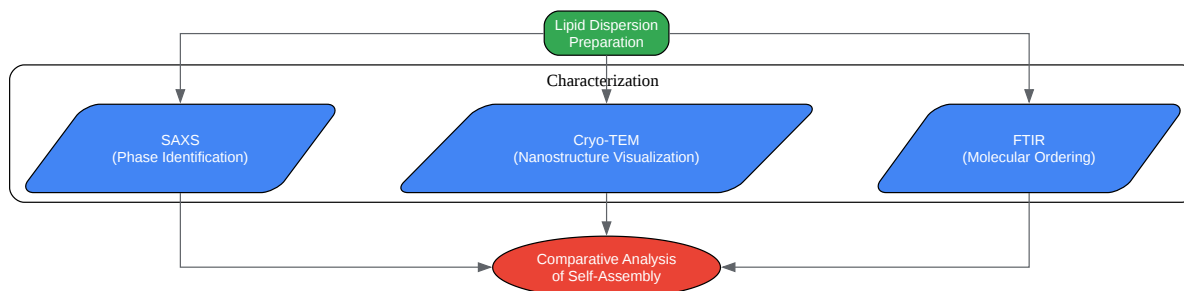 Lipid Dispersion
Preparation
Characterization
SAXS
(Phase Identification)
Cryo-TEM
(Nanostructure Visualization)
FTIR
(Molecular Ordering)
Comparative Analysis
of Self-Assembly